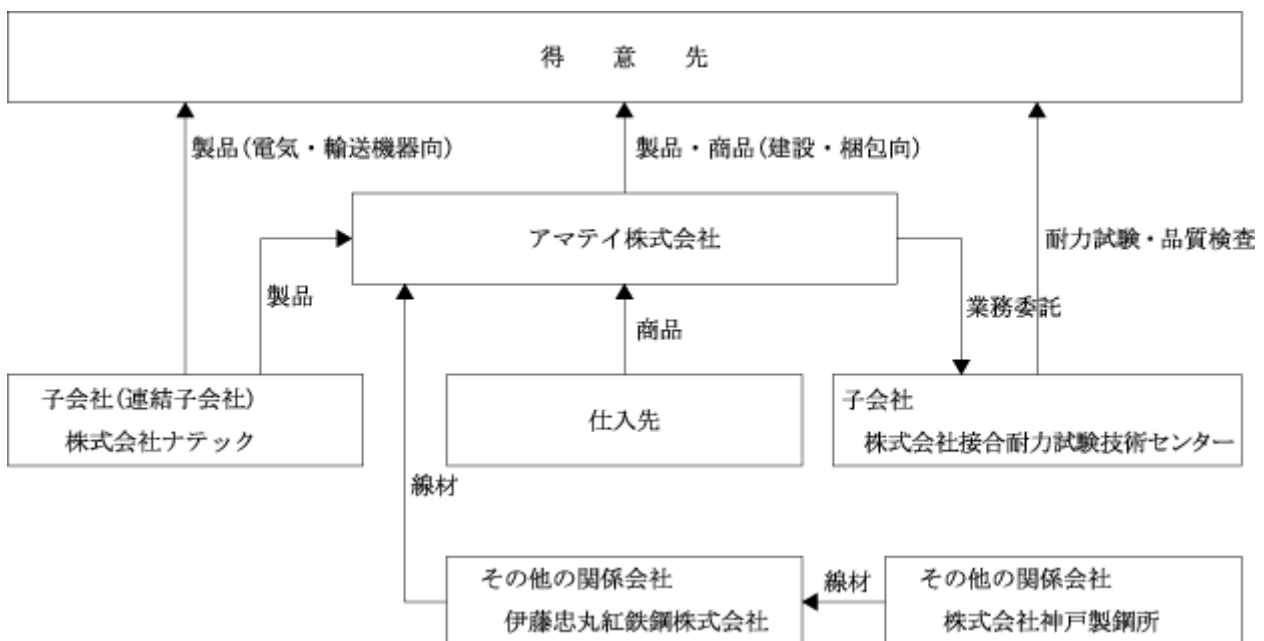 得　意　先
製品(電気・輸送機器向)
製品・商品(建設・梱包向)
アマテイ株式会社
耐力試験・品質検査
製品
業務委託
商品
子会社(連結子会社)
株式会社ナテック
仕入先
子会社
株式会社接合耐力試験技術センター
線材
その他の関係会社
伊藤忠丸紅鉄鋼株式会社
線材
その他の関係会社
株式会社神戸製鋼所